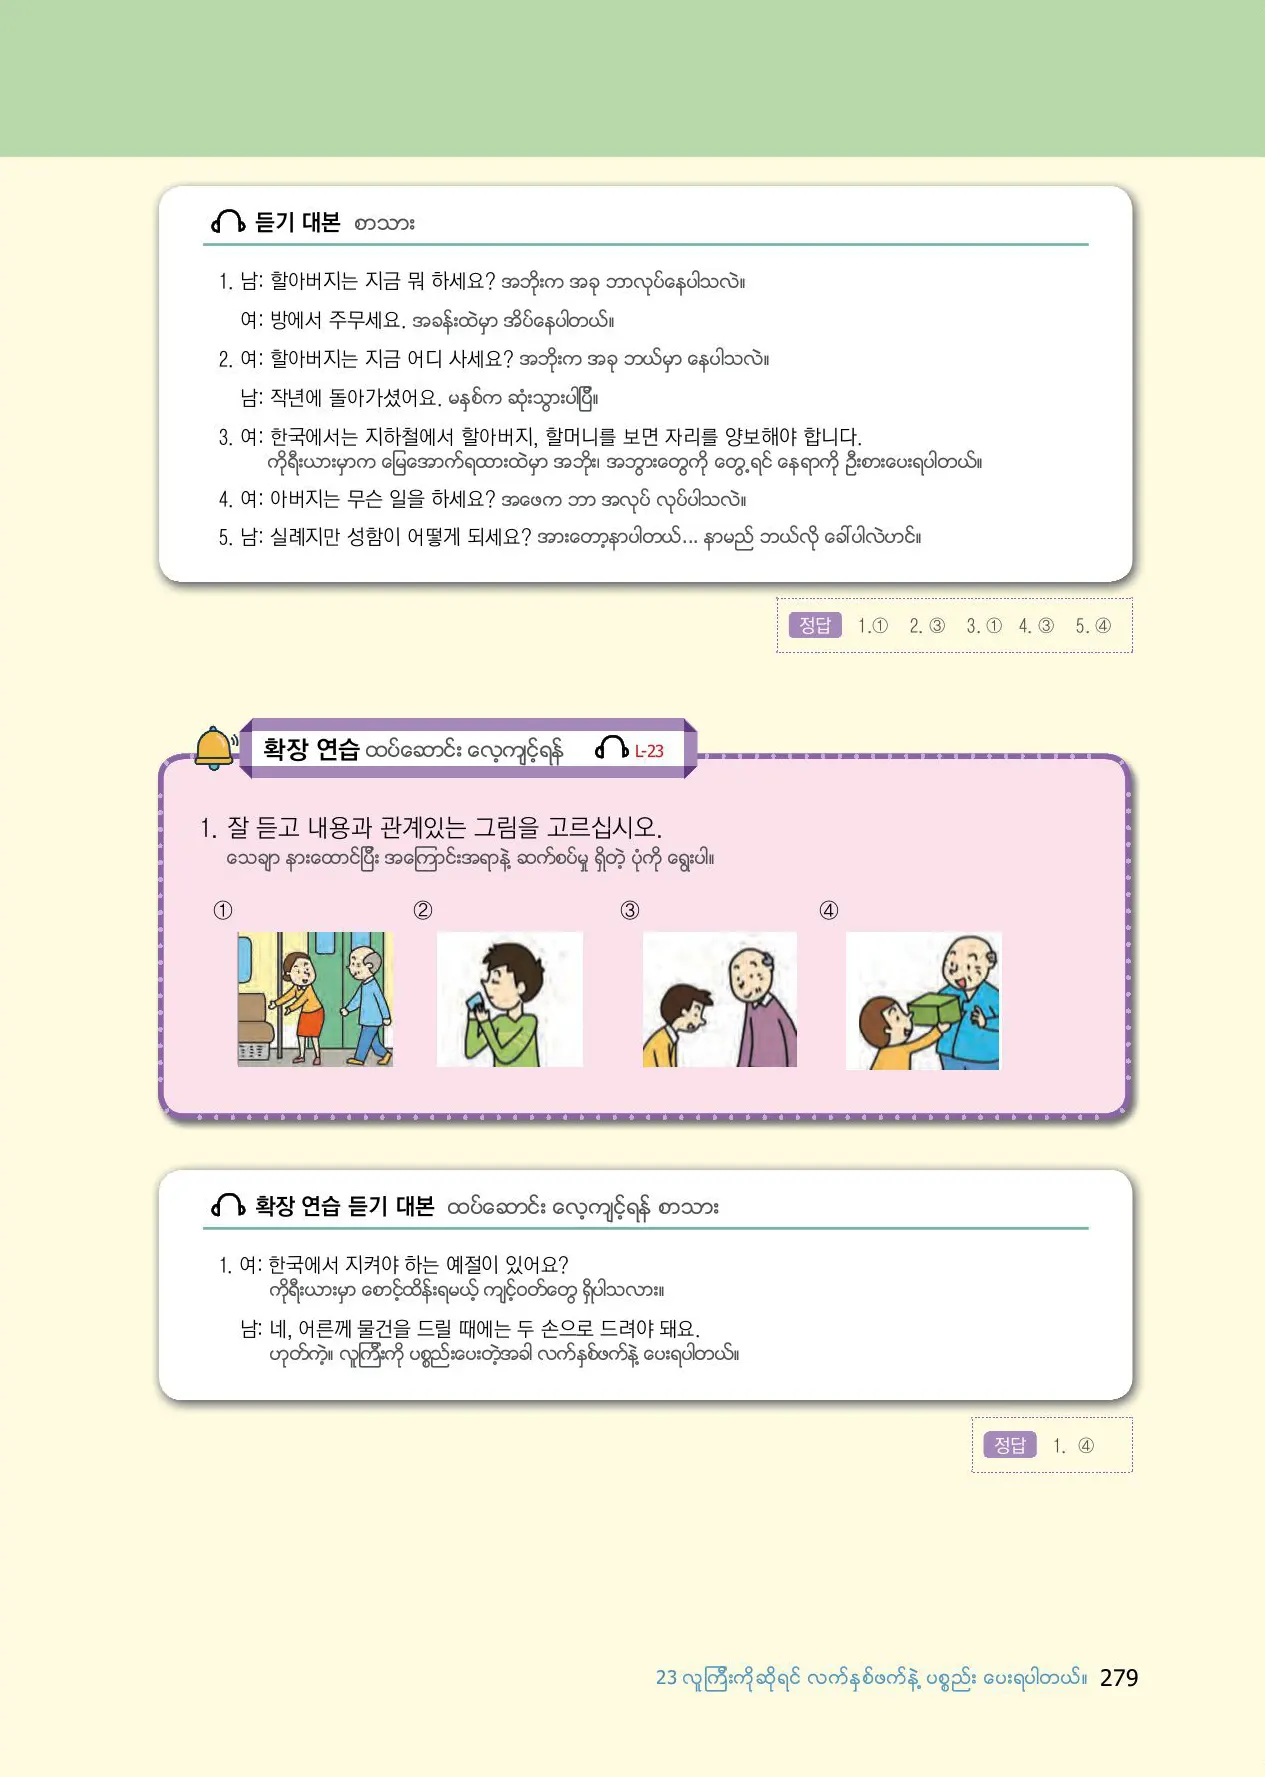 듣기 대본 စာသား
1. 남: 할아버지는 지금 뭐 하세요? အဘိုးက အခု ဘာလုပ်နေပါသလဲ။
여: 방에서 주무세요. အခန်းထဲမှာ အိပ်နေပါတယ်။
2. 여: 할아버지는 지금 어디 사세요? အဘိုးက အခု ဘယ်မှာ နေပါသလဲ။
남: 작년에 돌아가셨어요. မနှစ်က ဆုံးသွားပါပြီ။
3. 여: 한국에서는 지하철에서 할아버지, 할머니를 보면 자리를 양보해야 합니다.
ကိုရီးယားမှာက မြေအောက်ရထားထဲမှာ အဘိုး၊ အဘွားတွေကို တွေ့ရင် နေရာကို ဦးစားပေးရပါတယ်။
4. 여: 아버지는 무슨 일을 하세요? အဖေက ဘာ အလုပ် လုပ်ပါသလဲ။
5. 남: 실례지만 성함이 어떻게 되세요? အားတော့နာပါတယ်... နာမည် ဘယ်လို ခေါ်ပါလဲဟင်။
정답 1.① 2. ③ 3. ① 4. ③ 5. ④
확장 연습 ထပ်ဆောင်း လေ့ကျင့်ရန် L-23
1. 잘 듣고 내용과 관계있는 그림을 고르십시오.
သေချာ နားထောင်ပြီး အကြောင်းအရာနဲ့ ဆက်စပ်မှု ရှိတဲ့ ပုံကို ရွေးပါ။
① ② ③ ④
확장 연습 듣기 대본 ထပ်ဆောင်း လေ့ကျင့်ရန် စာသား
1. 여: 한국에서 지켜야 하는 예절이 있어요?
ကိုရီးယားမှာ စောင့်ထိန်းရမယ့် ကျင့်ဝတ်တွေ ရှိပါသလား။
남: 네, 어른께 물건을 드릴 때에는 두 손으로 드려야 돼요.
ဟုတ်ကဲ့။ လူကြီးကို ပစ္စည်းပေးတဲ့အခါ လက်နှစ်ဖက်နဲ့ ပေးရပါတယ်။
정답 1. ④
23 လူကြီးကိုဆိုရင် လက်နှစ်ဖက်နဲ့ ပစ္စည်း ပေးရပါတယ်။ 279